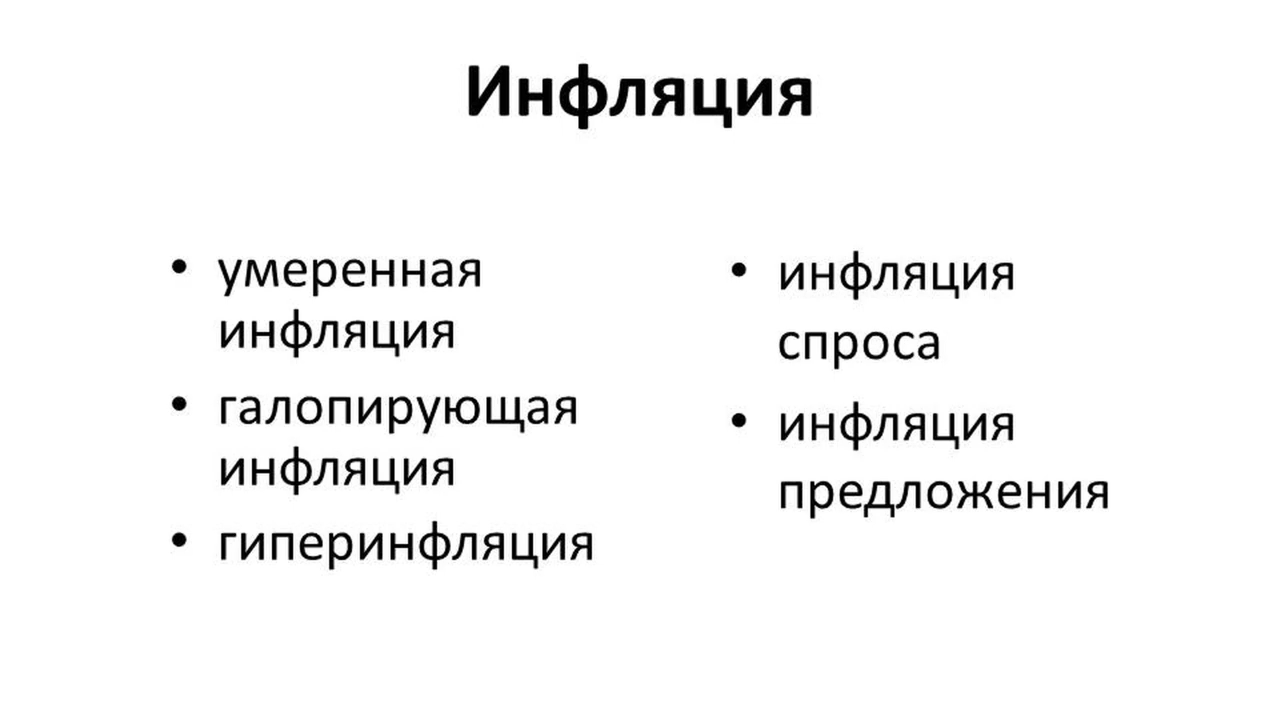 Инфляция
• умеренная
инфляция
• галопирующая
инфляция
• гиперинфляция
• инфляция
спроса
• инфляция
предложения